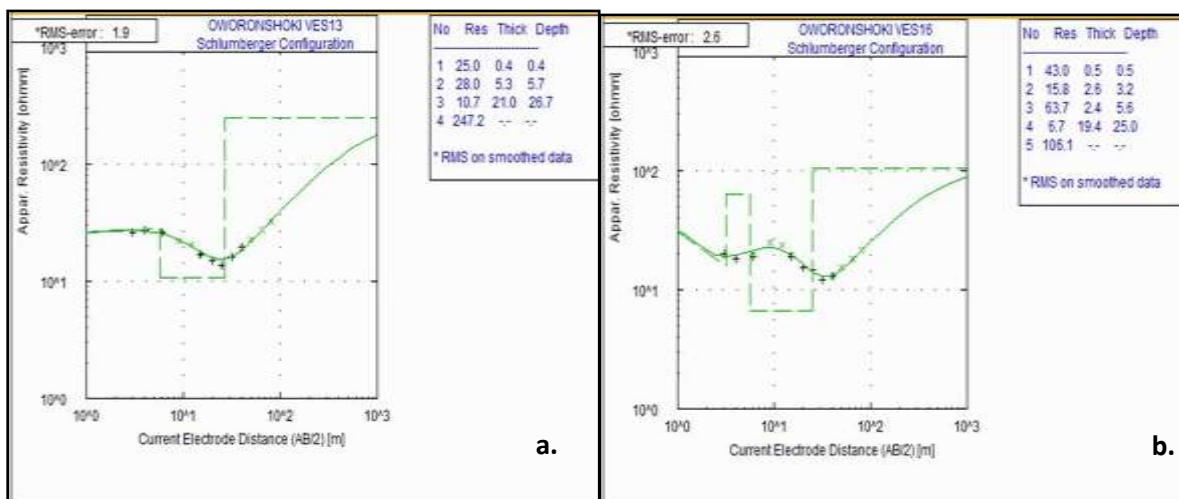 *RMS-error : 1.9
OWORONSHOKI VES13
Schlumberger Configuration
10^3
10^2
10^1
10^0
Appar. Resistivity [ohmm]
10^0 10^1 10^2 10^3
Current Electrode Distance (AB/2) [m]
No Res Thick Depth
1 25.0 0.4 0.4
2 28.0 5.3 5.7
3 10.7 21.0 26.7
4 247.2 -.- -.-
* RMS on smoothed data
a.
*RMS-error : 2.6
OWORONSHOKI VES16
Schlumberger Configuration
10^3
10^2
10^1
10^0
Appar. Resistivity [ohmm]
10^0 10^1 10^2 10^3
Current Electrode Distance (AB/2) [m]
No Res Thick Depth
1 43.0 0.5 0.5
2 15.8 2.6 3.2
3 63.7 2.4 5.6
4 6.7 19.4 25.0
5 106.1 -.- -.-
* RMS on smoothed data
b.